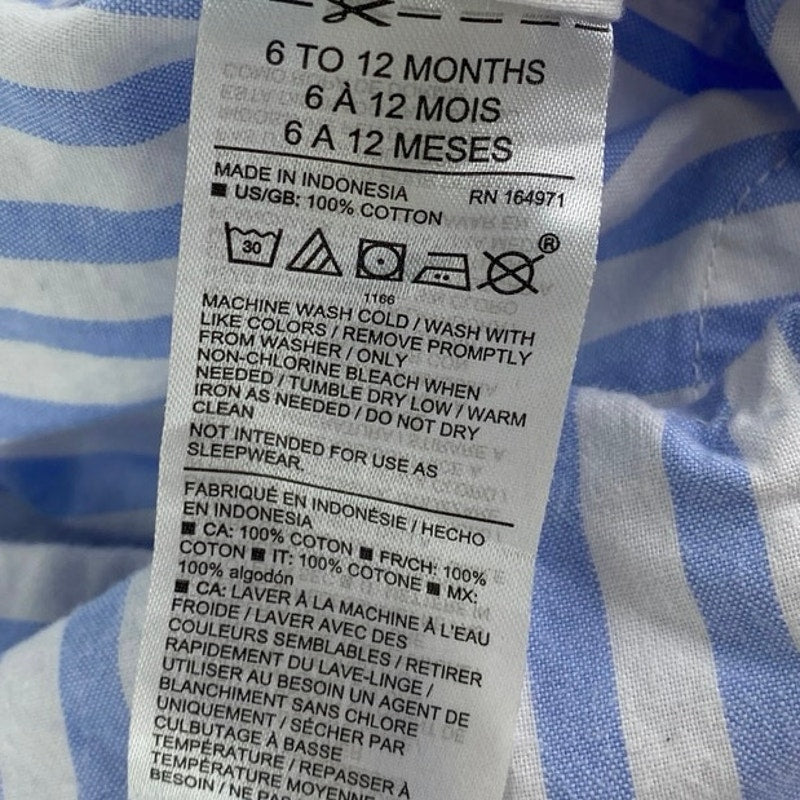 6 TO 12 MONTHS
6 À 12 MOIS
6 A 12 MESES
MADE IN INDONESIA RN 164971
■ US/GB: 100% COTTON
30 ®
1166
MACHINE WASH COLD / WASH WITH
LIKE COLORS / REMOVE PROMPTLY
FROM WASHER / ONLY
NON-CHLORINE BLEACH WHEN
NEEDED / TUMBLE DRY LOW / WARM
IRON AS NEEDED / DO NOT DRY
CLEAN
NOT INTENDED FOR USE AS
SLEEPWEAR.
FABRIQUÉ EN INDONÉSIE / HECHO
EN INDONESIA
■ CA: 100% COTON ■ FR/CH: 100%
COTON ■ IT: 100% COTONE ■ MX:
100% algodón
■ CA: LAVER À LA MACHINE À L'EAU
FROIDE / LAVER AVEC DES
COULEURS SEMBLABLES / RETIRER
RAPIDEMENT DU LAVE-LINGE /
UTILISER AU BESOIN UN AGENT DE
BLANCHIMENT SANS CHLORE
UNIQUEMENT / SÉCHER PAR
CULBUTAGE À BASSE
TEMPÉRATURE / REPASSER À
TEMPÉRATURE MOYENNE
BESOIN / NE PAS